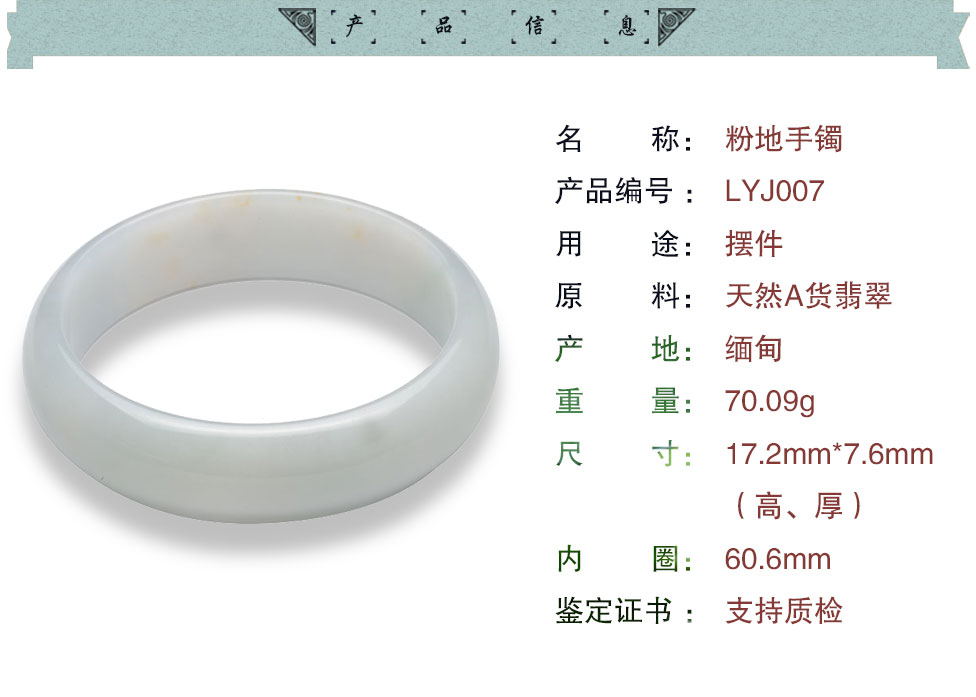 产品信息
名称：粉地手镯
产品编号：LYJ007
用途：摆件
原料：天然A货翡翠
产地：缅甸
重量：70.09g
尺寸：17.2mm*7.6mm
（高、厚）
内圈：60.6mm
鉴定证书：支持质检